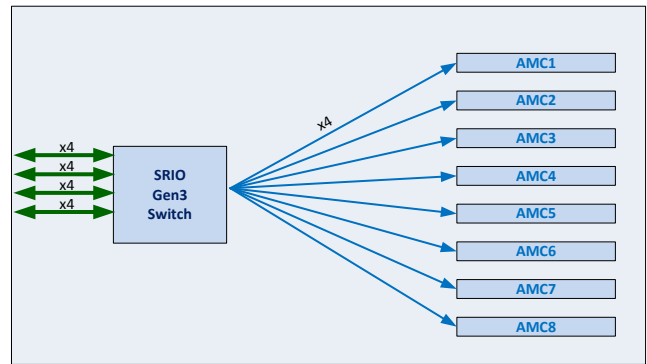 x4
x4
x4
x4
SRIO
Gen3
Switch
x4
AMC1
AMC2
AMC3
AMC4
AMC5
AMC6
AMC7
AMC8